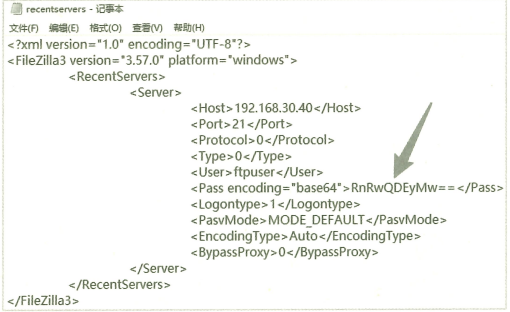 recentservers - 记事本
文件(F) 编辑(E) 格式(O) 查看(V) 帮助(H)
<?xml version="1.0" encoding="UTF-8"?>
<FileZilla3 version="3.57.0" platform="windows">
<RecentServers>
<Server>
<Host>192.168.30.40</Host>
<Port>21</Port>
<Protocol>0</Protocol>
<Type>0</Type>
<User>ftpuser</User>
<Pass encoding="base64">RnRwQDEyMw==</Pass>
<Logontype>1</Logontype>
<PasvMode>MODE_DEFAULT</PasvMode>
<EncodingType>Auto</EncodingType>
<BypassProxy>0</BypassProxy>
</Server>
</RecentServers>
</FileZilla3>